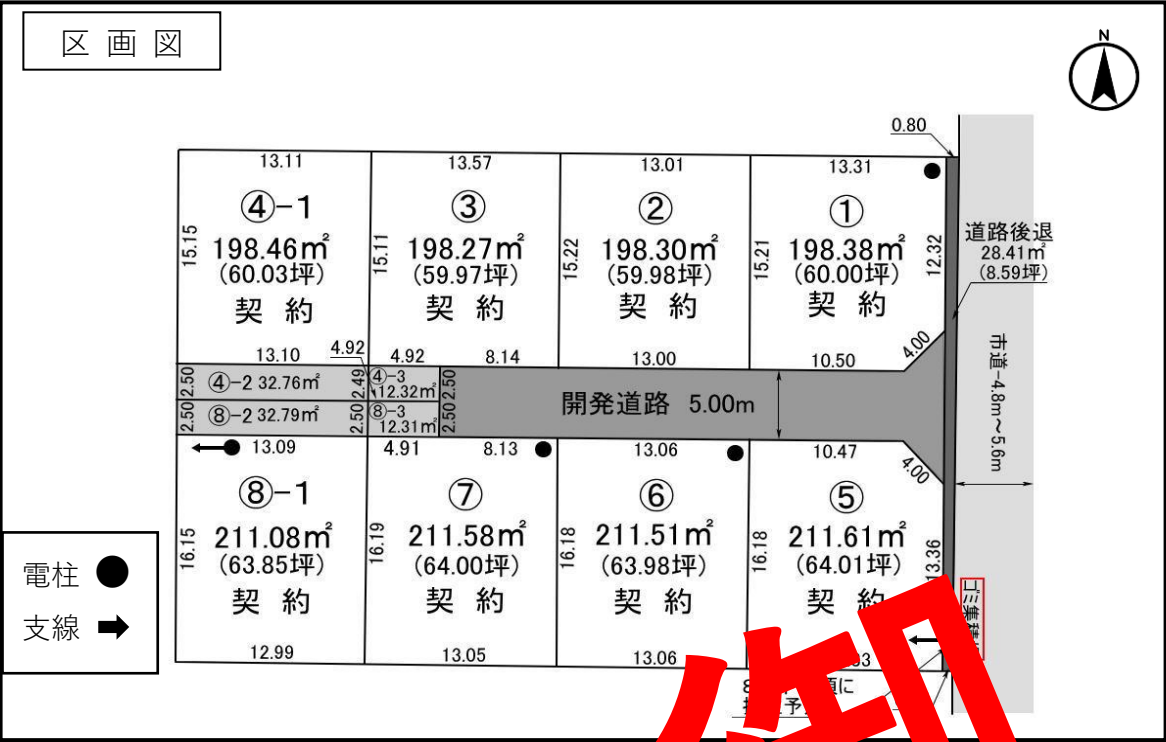 区画図
N
0.80
13.11
13.57
13.01
13.31
④-1
③
②
①
15.15
198.46㎡
(60.03坪)
契 約
15.11
198.27㎡
(59.97坪)
契 約
15.22
198.30㎡
(59.98坪)
契 約
15.21
198.38㎡
(60.00坪)
契 約
12.32
道路後退
28.41㎡
(8.59坪)
13.10
4.92
4.92
8.14
13.00
10.50
4.00
2.50
④-2 32.76㎡
2.49
④-3
12.32㎡
2.50
2.50
⑧-2 32.79㎡
2.50
⑧-3
12.31㎡
2.50
開発道路 5.00m
市道-4.8m～5.6m
13.09
4.91
8.13
13.06
10.47
4.00
⑧-1
⑦
⑥
⑤
16.15
211.08㎡
(63.85坪)
契 約
16.19
211.58㎡
(64.00坪)
契 約
16.18
211.51㎡
(63.98坪)
契 約
16.18
211.61㎡
(64.01坪)
契 約
13.36
ゴミ集積
12.99
13.05
13.06
電柱
支線